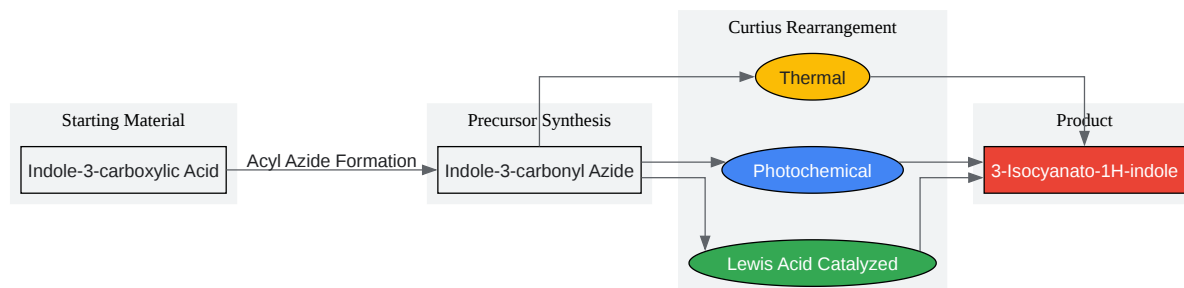 Curtius Rearrangement
Thermal
Starting Material
Precursor Synthesis
Product
Indole-3-carboxylic Acid
Acyl Azide Formation
Indole-3-carbonyl Azide
Photochemical
3-Isocyanato-1H-indole
Lewis Acid Catalyzed